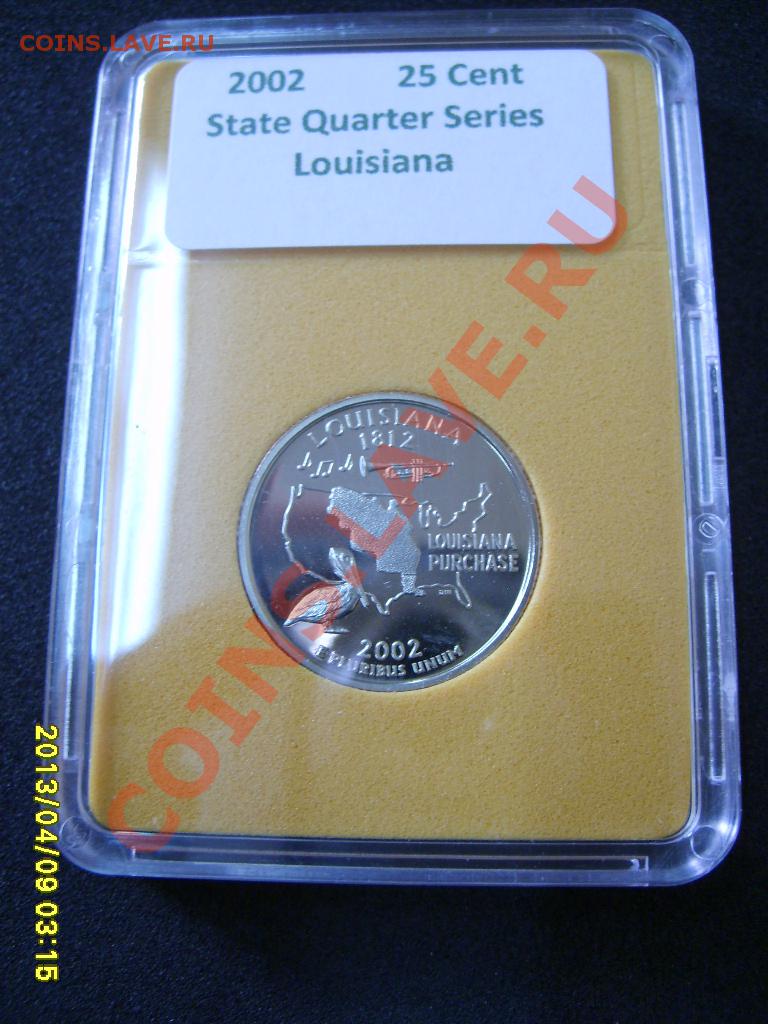 COINS.LAVE.RU
2002 25 Cent
State Quarter Series
Louisiana
COINS.LAVE.RU
LOUISIANA
1812
LOUISIANA
PURCHASE
2002
E PLURIBUS UNUM
2013/04/09 03:15